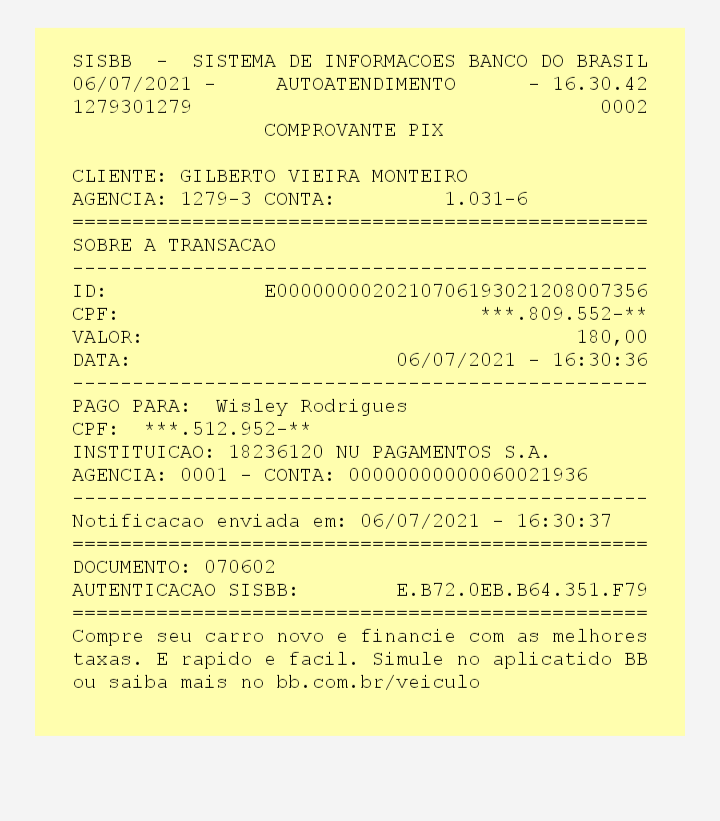 SISBB - SISTEMA DE INFORMACOES BANCO DO BRASIL
06/07/2021 - AUTOATENDIMENTO - 16.30.42
1279301279 0002
COMPROVANTE PIX
CLIENTE: GILBERTO VIEIRA MONTEIRO
AGENCIA: 1279-3 CONTA: 1.031-6
================================================
SOBRE A TRANSACAO
------------------------------------------------
ID: E0000000020210706193021208007356
CPF: ***.809.552-**
VALOR: 180,00
DATA: 06/07/2021 - 16:30:36
------------------------------------------------
PAGO PARA: Wisley Rodrigues
CPF: ***.512.952-**
INSTITUICAO: 18236120 NU PAGAMENTOS S.A.
AGENCIA: 0001 - CONTA: 00000000000060021936
------------------------------------------------
Notificacao enviada em: 06/07/2021 - 16:30:37
================================================
DOCUMENTO: 070602
AUTENTICACAO SISBB: E.B72.0EB.B64.351.F79
================================================
Compre seu carro novo e financie com as melhores
taxas. E rapido e facil. Simule no aplicatido BB
ou saiba mais no bb.com.br/veiculo